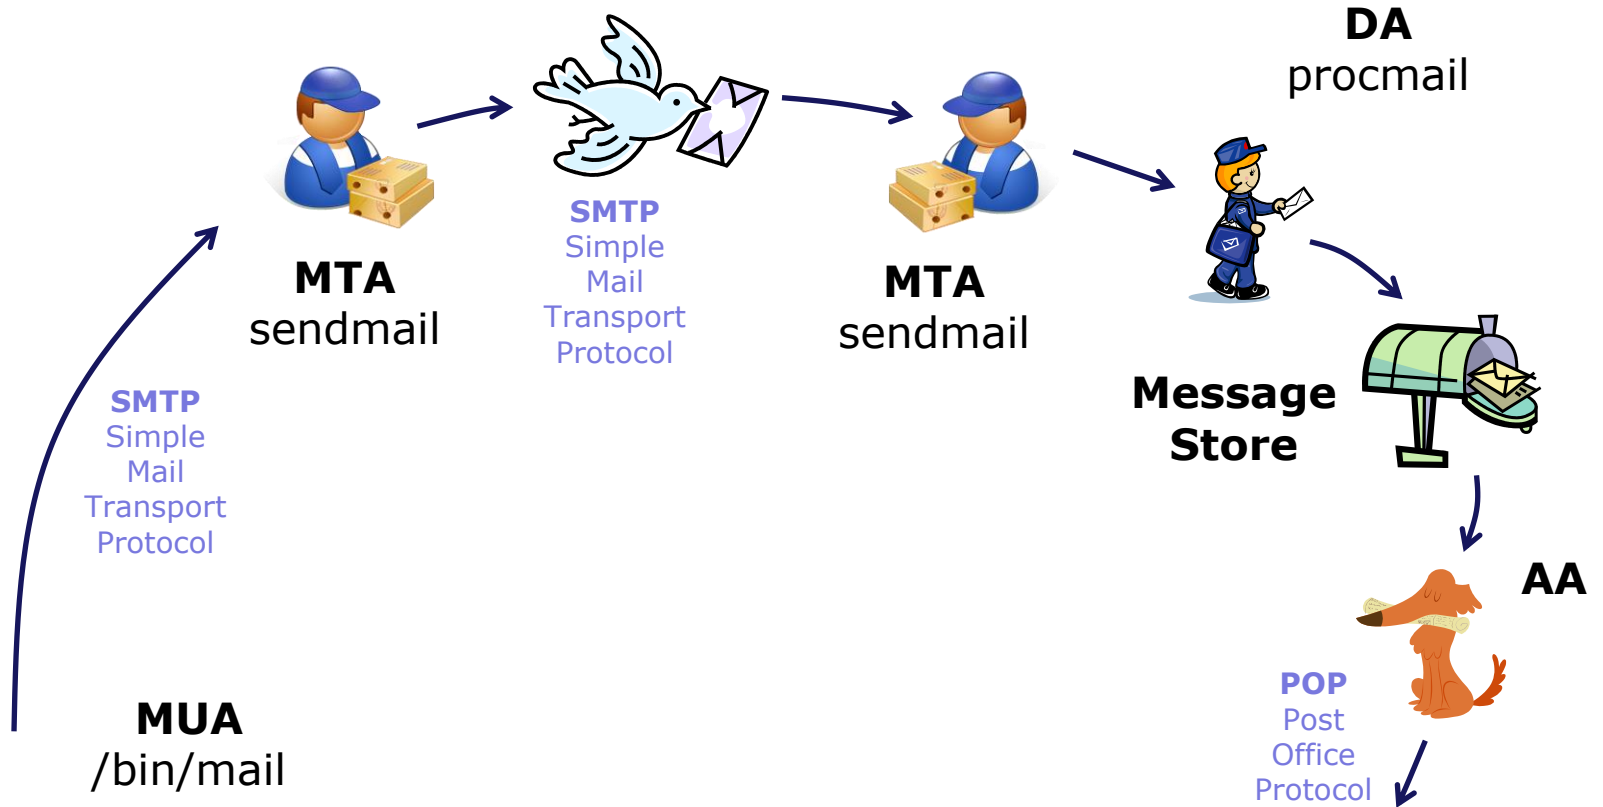 DA
procmail
SMTP
Simple
Mail
Transport
Protocol
MTA
sendmail
MTA
sendmail
Message
Store
SMTP
Simple
Mail
Transport
Protocol
AA
POP
Post
Office
Protocol
MUA
/bin/mail